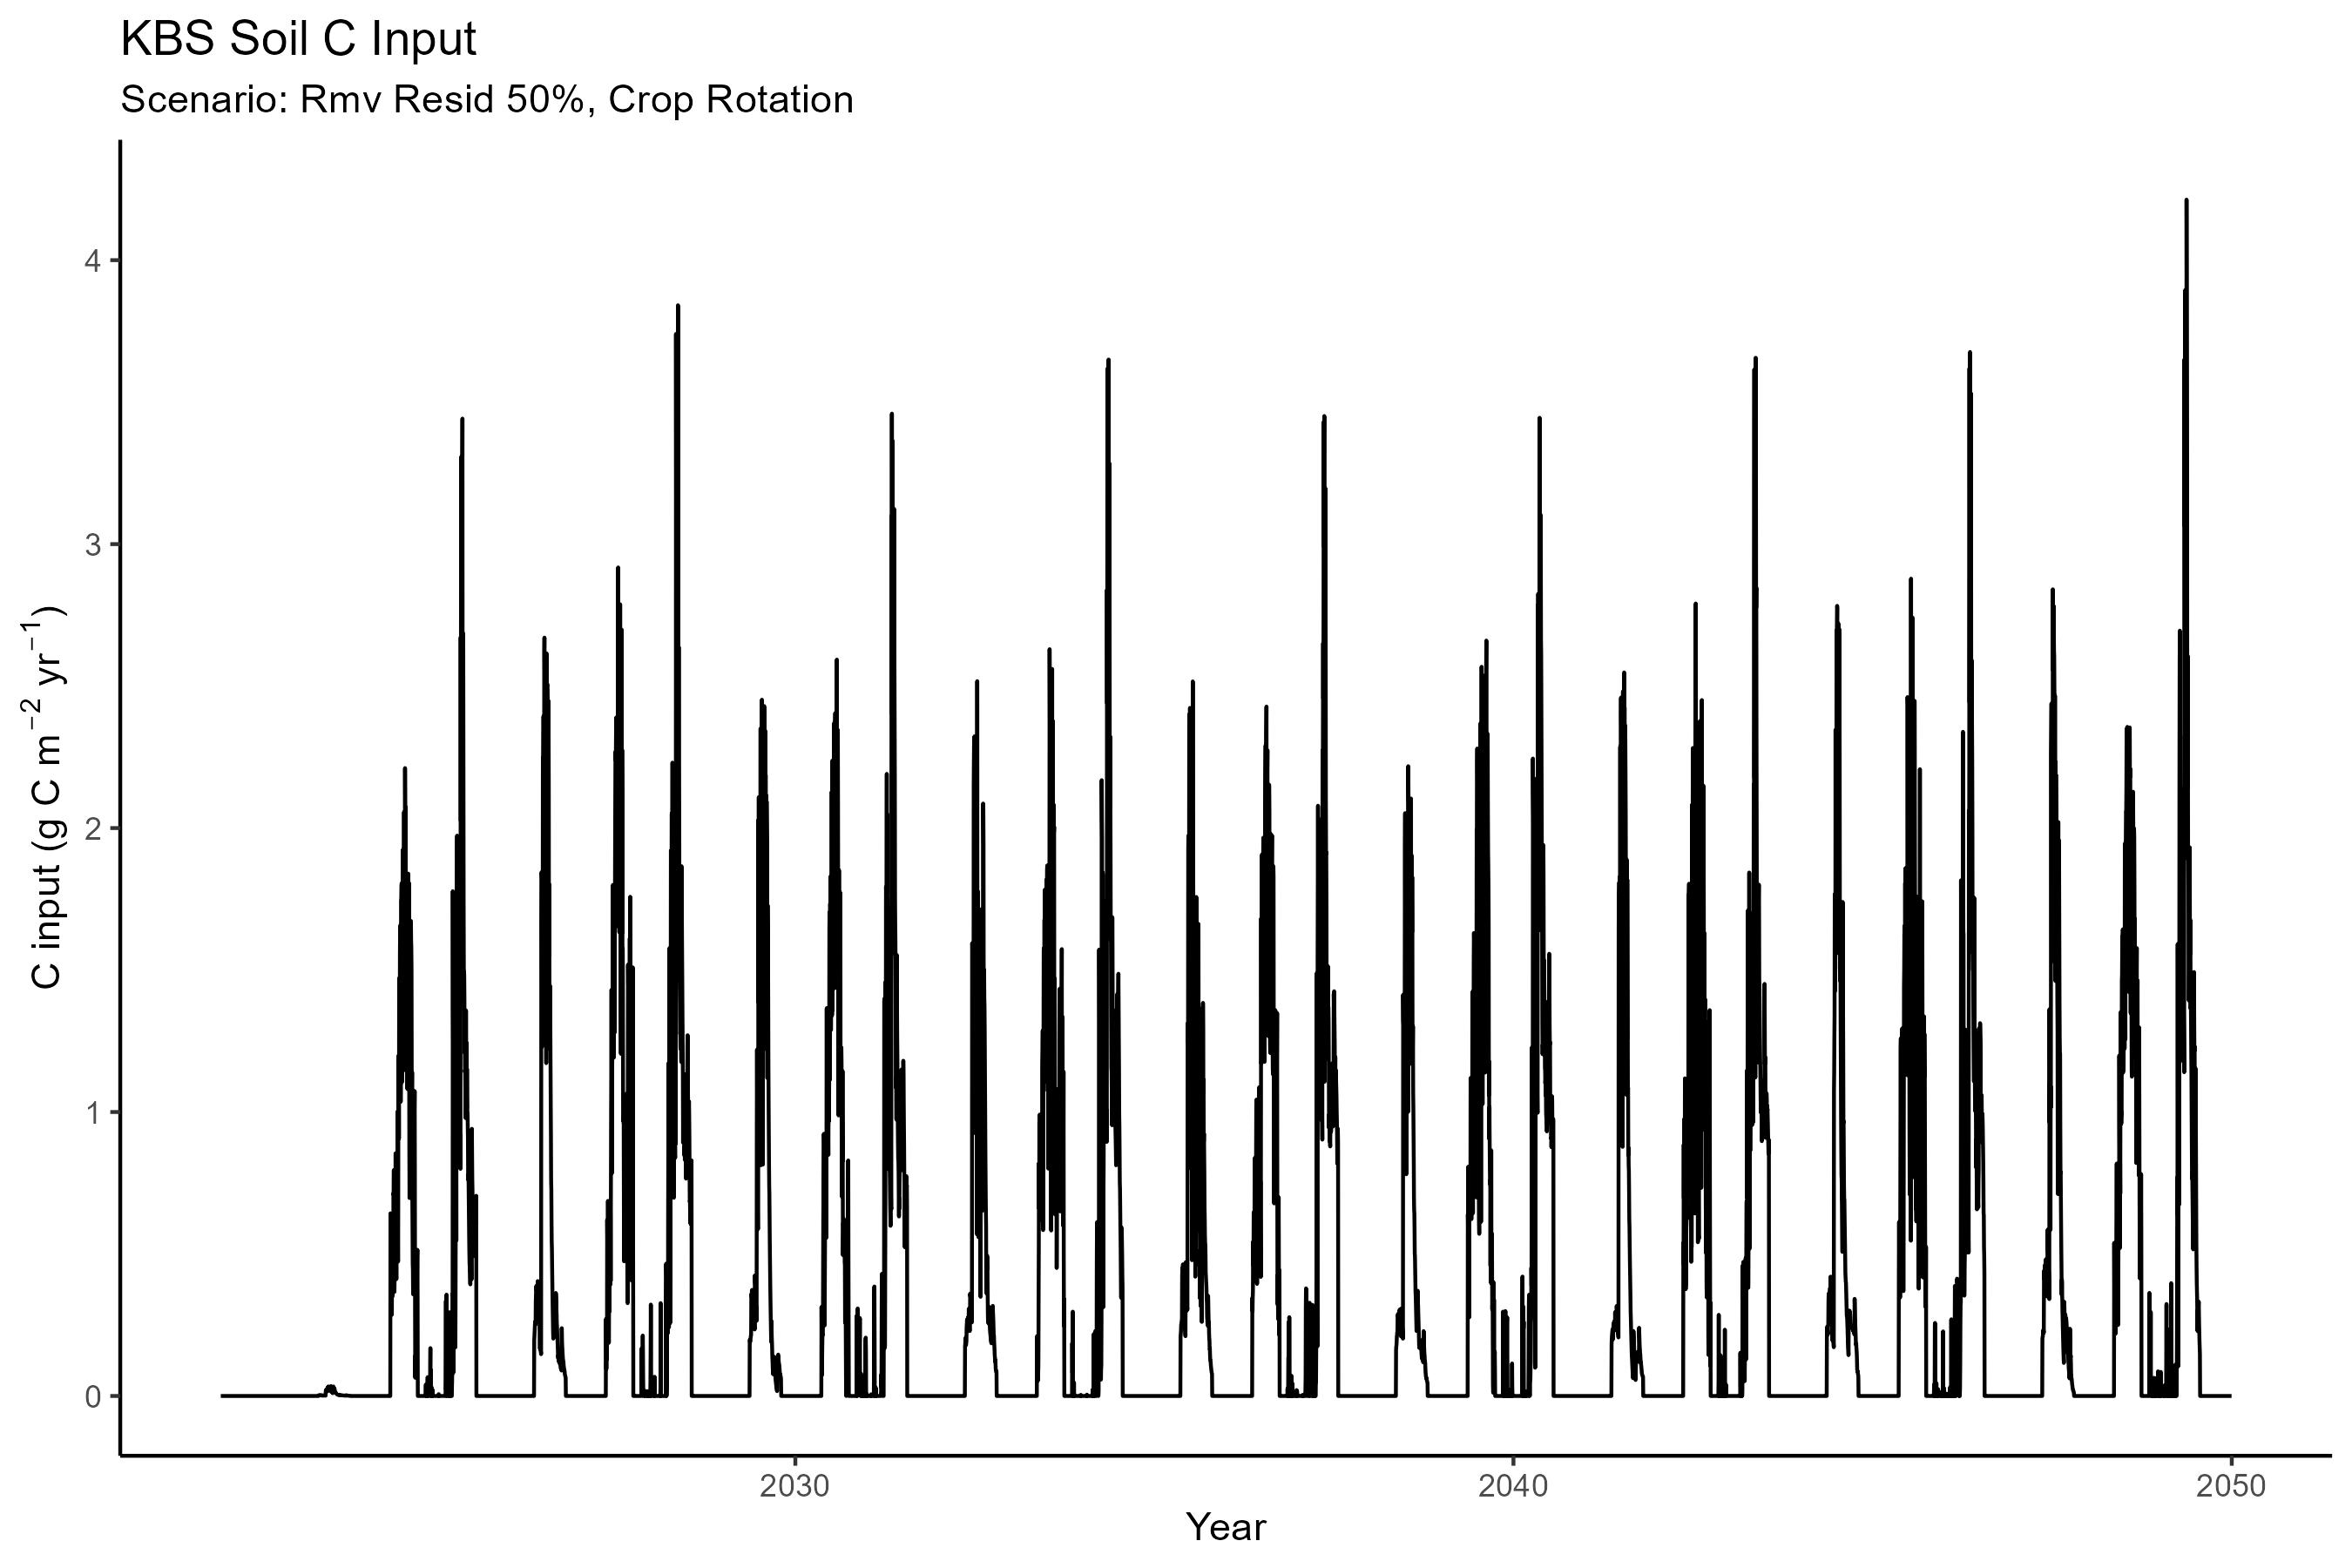 KBS Soil C Input
Scenario: Rmv Resid 50%, Crop Rotation
C input (g C m⁻² yr⁻¹)
4
3
2
1
0
2030
2040
2050
Year